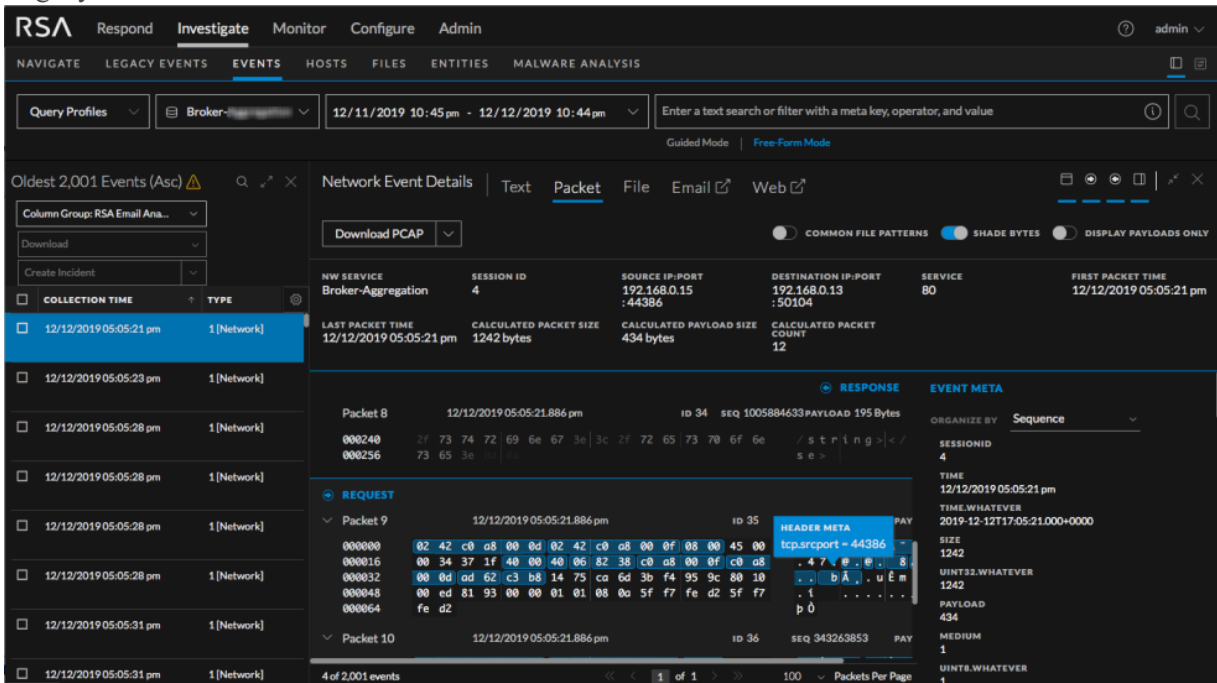 RSA Respond Investigate Monitor Configure Admin admin
NAVIGATE LEGACY EVENTS EVENTS HOSTS FILES ENTITIES MALWARE ANALYSIS
Query Profiles Broker- 12/11/2019 10:45 pm - 12/12/2019 10:44 pm Enter a text search or filter with a meta key, operator, and value
Guided Mode | Free-Form Mode
Oldest 2,001 Events (Asc)
Column Group: RSA Email Ana...
Download
Create Incident
COLLECTION TIME TYPE
12/12/2019 05:05:21 pm 1 [Network]
12/12/2019 05:05:23 pm 1 [Network]
12/12/2019 05:05:28 pm 1 [Network]
12/12/2019 05:05:28 pm 1 [Network]
12/12/2019 05:05:28 pm 1 [Network]
12/12/2019 05:05:28 pm 1 [Network]
12/12/2019 05:05:31 pm 1 [Network]
12/12/2019 05:05:31 pm 1 [Network]
Network Event Details Text Packet File Email Web
Download PCAP COMMON FILE PATTERNS SHADE BYTES DISPLAY PAYLOADS ONLY
NW SERVICE SESSION ID SOURCE IP:PORT DESTINATION IP:PORT SERVICE FIRST PACKET TIME
Broker-Aggregation 4 192.168.0.15 192.168.0.13 80 12/12/2019 05:05:21 pm
: 44386 : 50104
LAST PACKET TIME CALCULATED PACKET SIZE CALCULATED PAYLOAD SIZE CALCULATED PACKET
COUNT
12/12/2019 05:05:21 pm 1242 bytes 434 bytes
12
RESPONSE
Packet 8 12/12/2019 05:05:21.886 pm ID 34 SEQ 1005884633 PAYLOAD 195 Bytes
000240 2f 73 74 72 69 6e 67 3e 3c 2f 72 65 73 70 6f 6e / s t r i n g > < /
000256 73 65 3e s e >
REQUEST
Packet 9 12/12/2019 05:05:21.886 pm ID 35 PAY
HEADER META
tcp.srcport = 44386
000000 02 42 c0 a8 00 0d 02 42 c0 a8 00 0f 08 00 45 00
000016 00 34 37 1f 40 00 40 06 82 38 c0 a8 00 0f c0 a8 . 4 7 . @ . @ . . 8
000032 00 0d ad 62 c3 b8 14 75 ca 6d 3b f4 95 9c 80 10 . . b Ã . . u Ê m
000048 00 ed 81 93 00 00 01 01 08 0a 5f f7 fe d2 5f f7 . í . . . . . .
000064 fe d2 þ Ò
Packet 10 12/12/2019 05:05:21.886 pm ID 36 SEQ 343263853 PAY
4 of 2,001 events 1 of 1 100 Packets Per Page
EVENT META
ORGANIZE BY Sequence
SESSIONID
4
TIME
12/12/2019 05:05:21 pm
TIME.WHATEVER
2019-12-12T17:05:21.000+0000
SIZE
1242
UINT32.WHATEVER
1242
PAYLOAD
434
MEDIUM
1
UINT8.WHATEVER
1